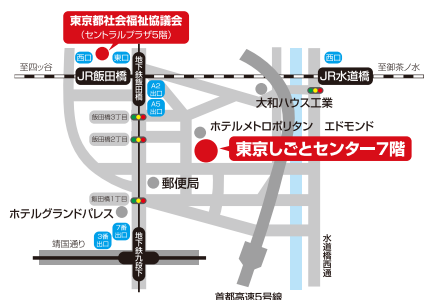 東京都社会福祉協議会
(セントラルプラザ5階)
西口
東口
西口
至四ッ谷
JR飯田橋
地下鉄飯田橋
JR水道橋
至御茶ノ水
A2
出口
A5
出口
大和ハウス工業
飯田橋3丁目
ホテルメトロポリタン エドモンド
飯田橋2丁目
東京しごとセンター7階
郵便局
飯田橋1丁目
ホテルグランドパレス
7番
出口
3番
出口
靖国通り
地下鉄九段下
水道橋西通
首都高速5号線